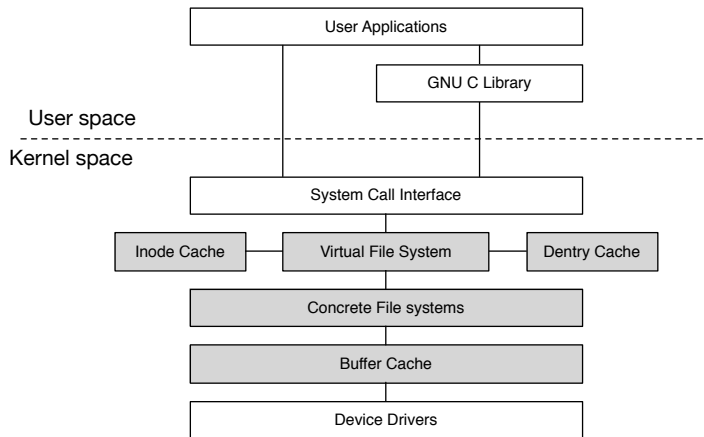 User Applications
GNU C Library
User space
Kernel space
System Call Interface
Inode Cache
Virtual File System
Dentry Cache
Concrete File systems
Buffer Cache
Device Drivers